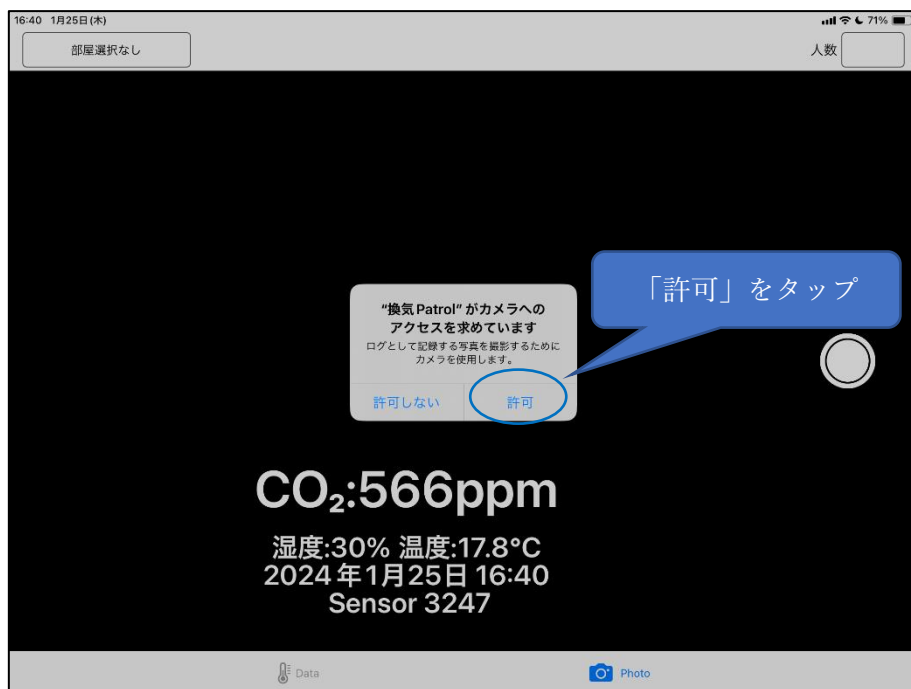 16:40 1月25日(木)
71%
部屋選択なし
人数
「許可」をタップ
“換気Patrol”がカメラへの
アクセスを求めています
ログとして記録する写真を撮影するために
カメラを使用します。
許可しない 許可
CO₂:566ppm
湿度:30% 温度:17.8°C
2024年1月25日 16:40
Sensor 3247
Data
Photo